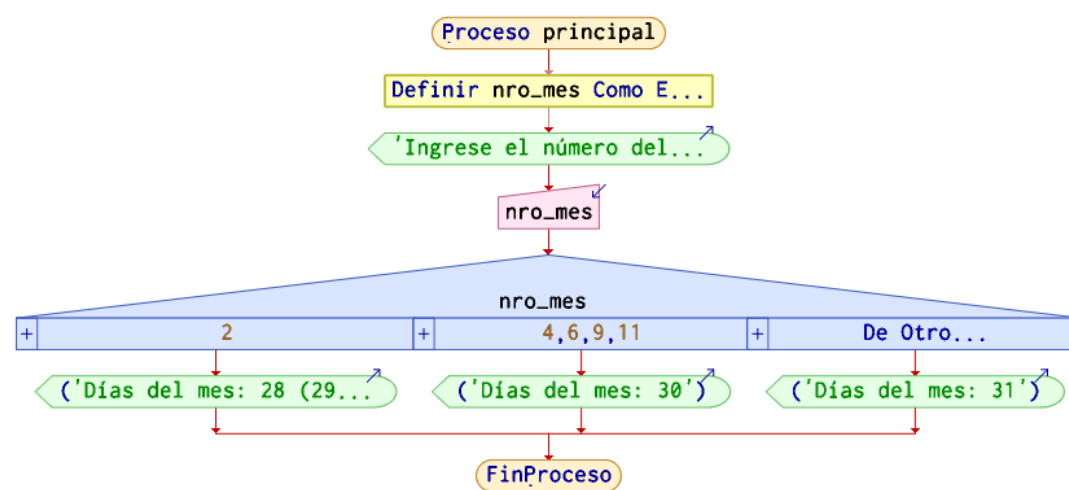 Proceso principal
Definir nro_mes Como E...
'Ingrese el número del...
nro_mes
nro_mes
+ 2 + 4,6,9,11 + De Otro...
('Días del mes: 28 (29... ('Días del mes: 30') ('Días del mes: 31')
FinProceso